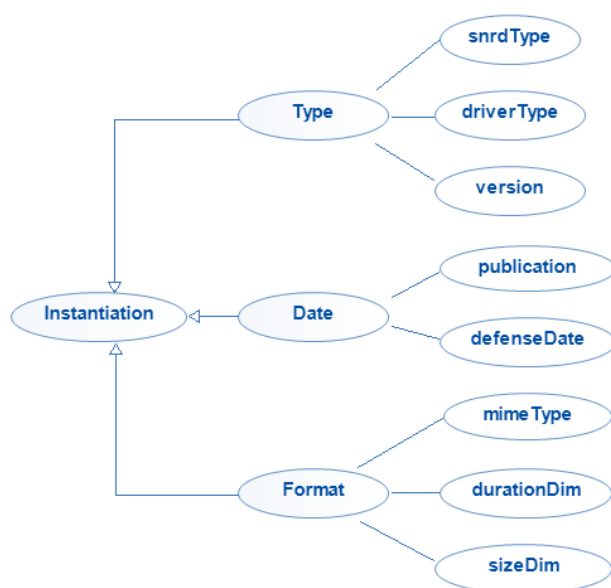 snrdType
Type
driverType
version
publication
Instantiation
Date
defenseDate
mimeType
Format
durationDim
sizeDim